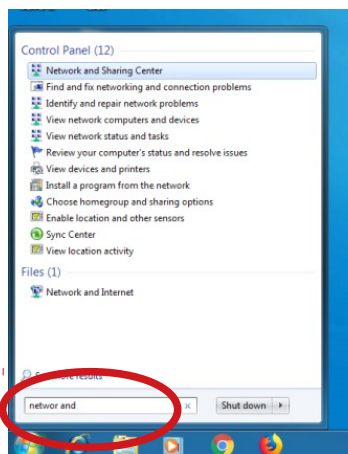 Control Panel (12)
Network and Sharing Center
Find and fix networking and connection problems
Identify and repair network problems
View network computers and devices
View network status and tasks
Review your computer's status and resolve issues
View devices and printers
Install a program from the network
Choose homegroup and sharing options
Enable location and other sensors
Sync Center
View location activity
Files (1)
Network and Internet
more results
networ and
Shut down